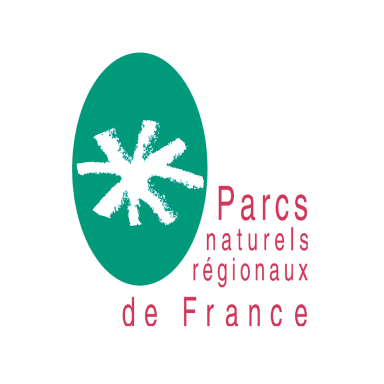 Parcs
naturels
régionaux
de France